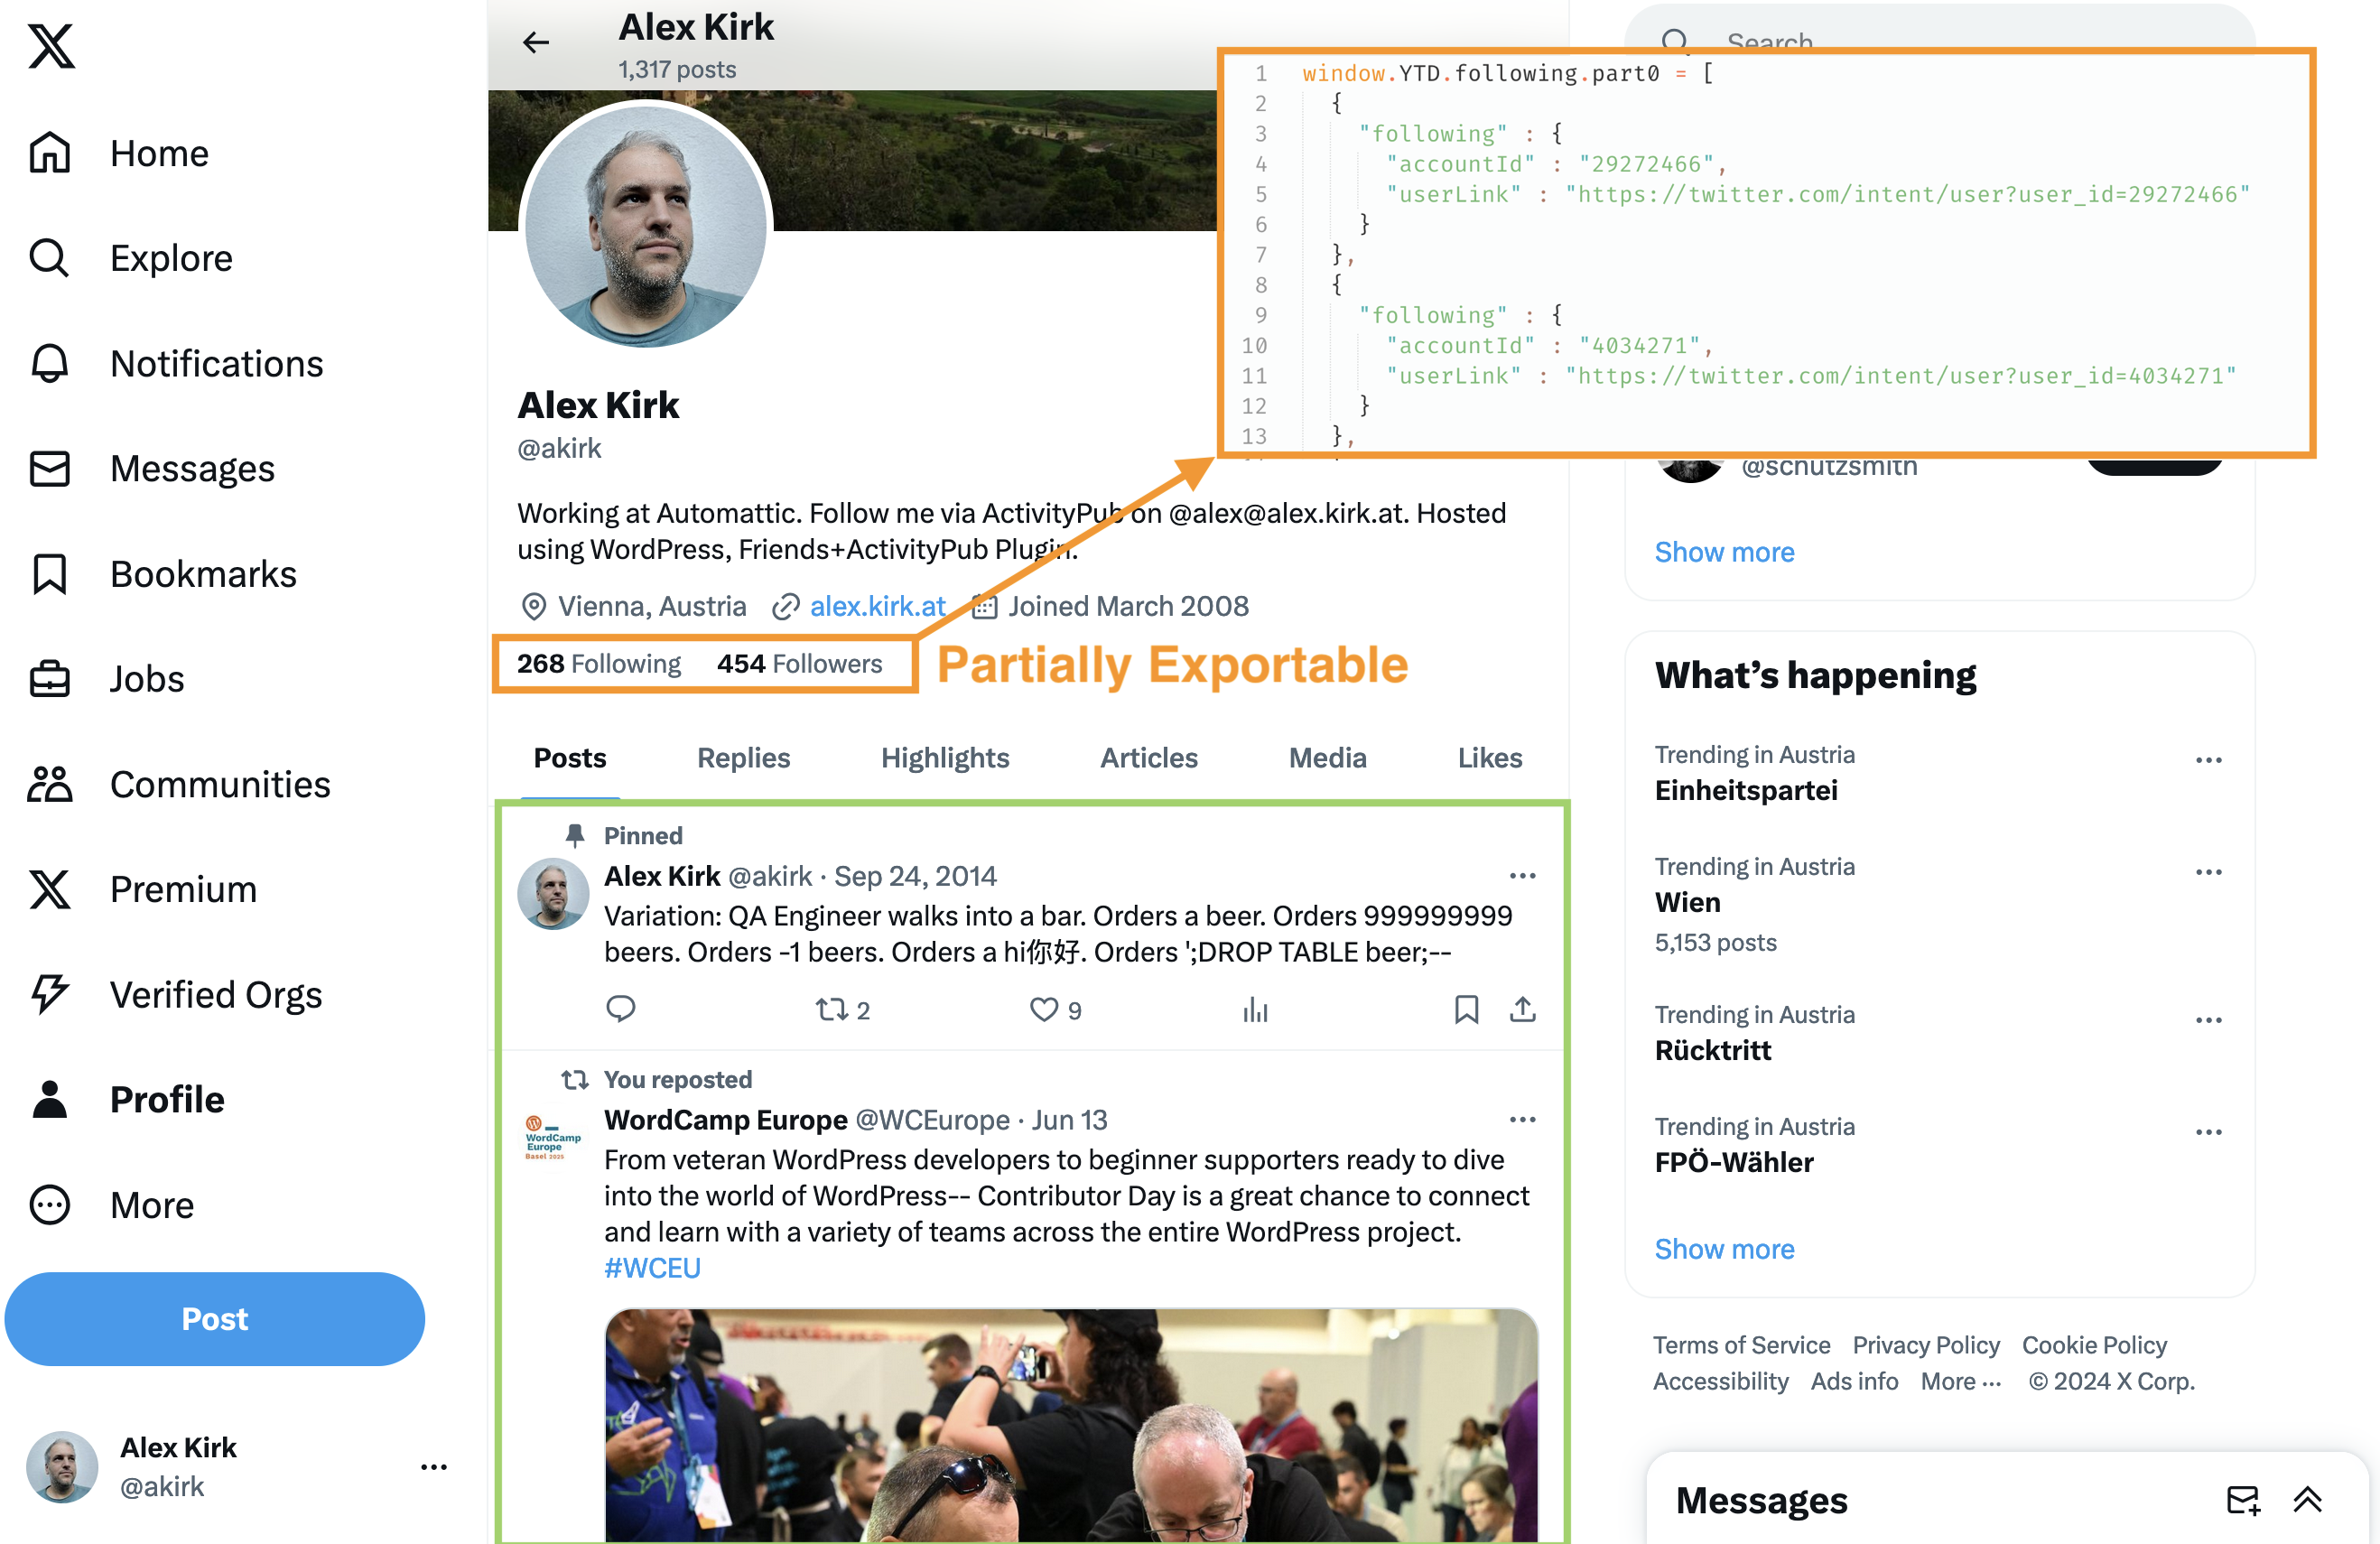 Home
Explore
Notifications
Messages
Bookmarks
Jobs
Communities
Premium
Verified Orgs
Profile
More
Post
Alex Kirk
@akirk
Alex Kirk
1,317 posts
Alex Kirk
@akirk
Working at Automattic. Follow me via ActivityPub on @alex@alex.kirk.at. Hosted
using WordPress, Friends+ActivityPub Plugin.
Vienna, Austria alex.kirk.at Joined March 2008
268 Following 454 Followers
Partially Exportable
Posts Replies Highlights Articles Media Likes
Pinned
Alex Kirk @akirk · Sep 24, 2014
Variation: QA Engineer walks into a bar. Orders a beer. Orders 999999999
beers. Orders -1 beers. Orders a hi你好. Orders ';DROP TABLE beer;--
2 9
You reposted
WordCamp Europe @WCEurope · Jun 13
WordCamp
Europe
Basel 2025
From veteran WordPress developers to beginner supporters ready to dive
into the world of WordPress-- Contributor Day is a great chance to connect
and learn with a variety of teams across the entire WordPress project.
#WCEU
Search
1 window.YTD.following.part0 = [
2 {
3 "following" : {
4 "accountId" : "29272466",
5 "userLink" : "https://twitter.com/intent/user?user_id=29272466"
6 }
7 },
8 {
9 "following" : {
10 "accountId" : "4034271",
11 "userLink" : "https://twitter.com/intent/user?user_id=4034271"
12 }
13 },
@schutzsmith
Show more
What's happening
Trending in Austria
Einheitspartei
Trending in Austria
Wien
5,153 posts
Trending in Austria
Rücktritt
Trending in Austria
FPÖ-Wähler
Show more
Terms of Service Privacy Policy Cookie Policy
Accessibility Ads info More ··· © 2024 X Corp.
Messages